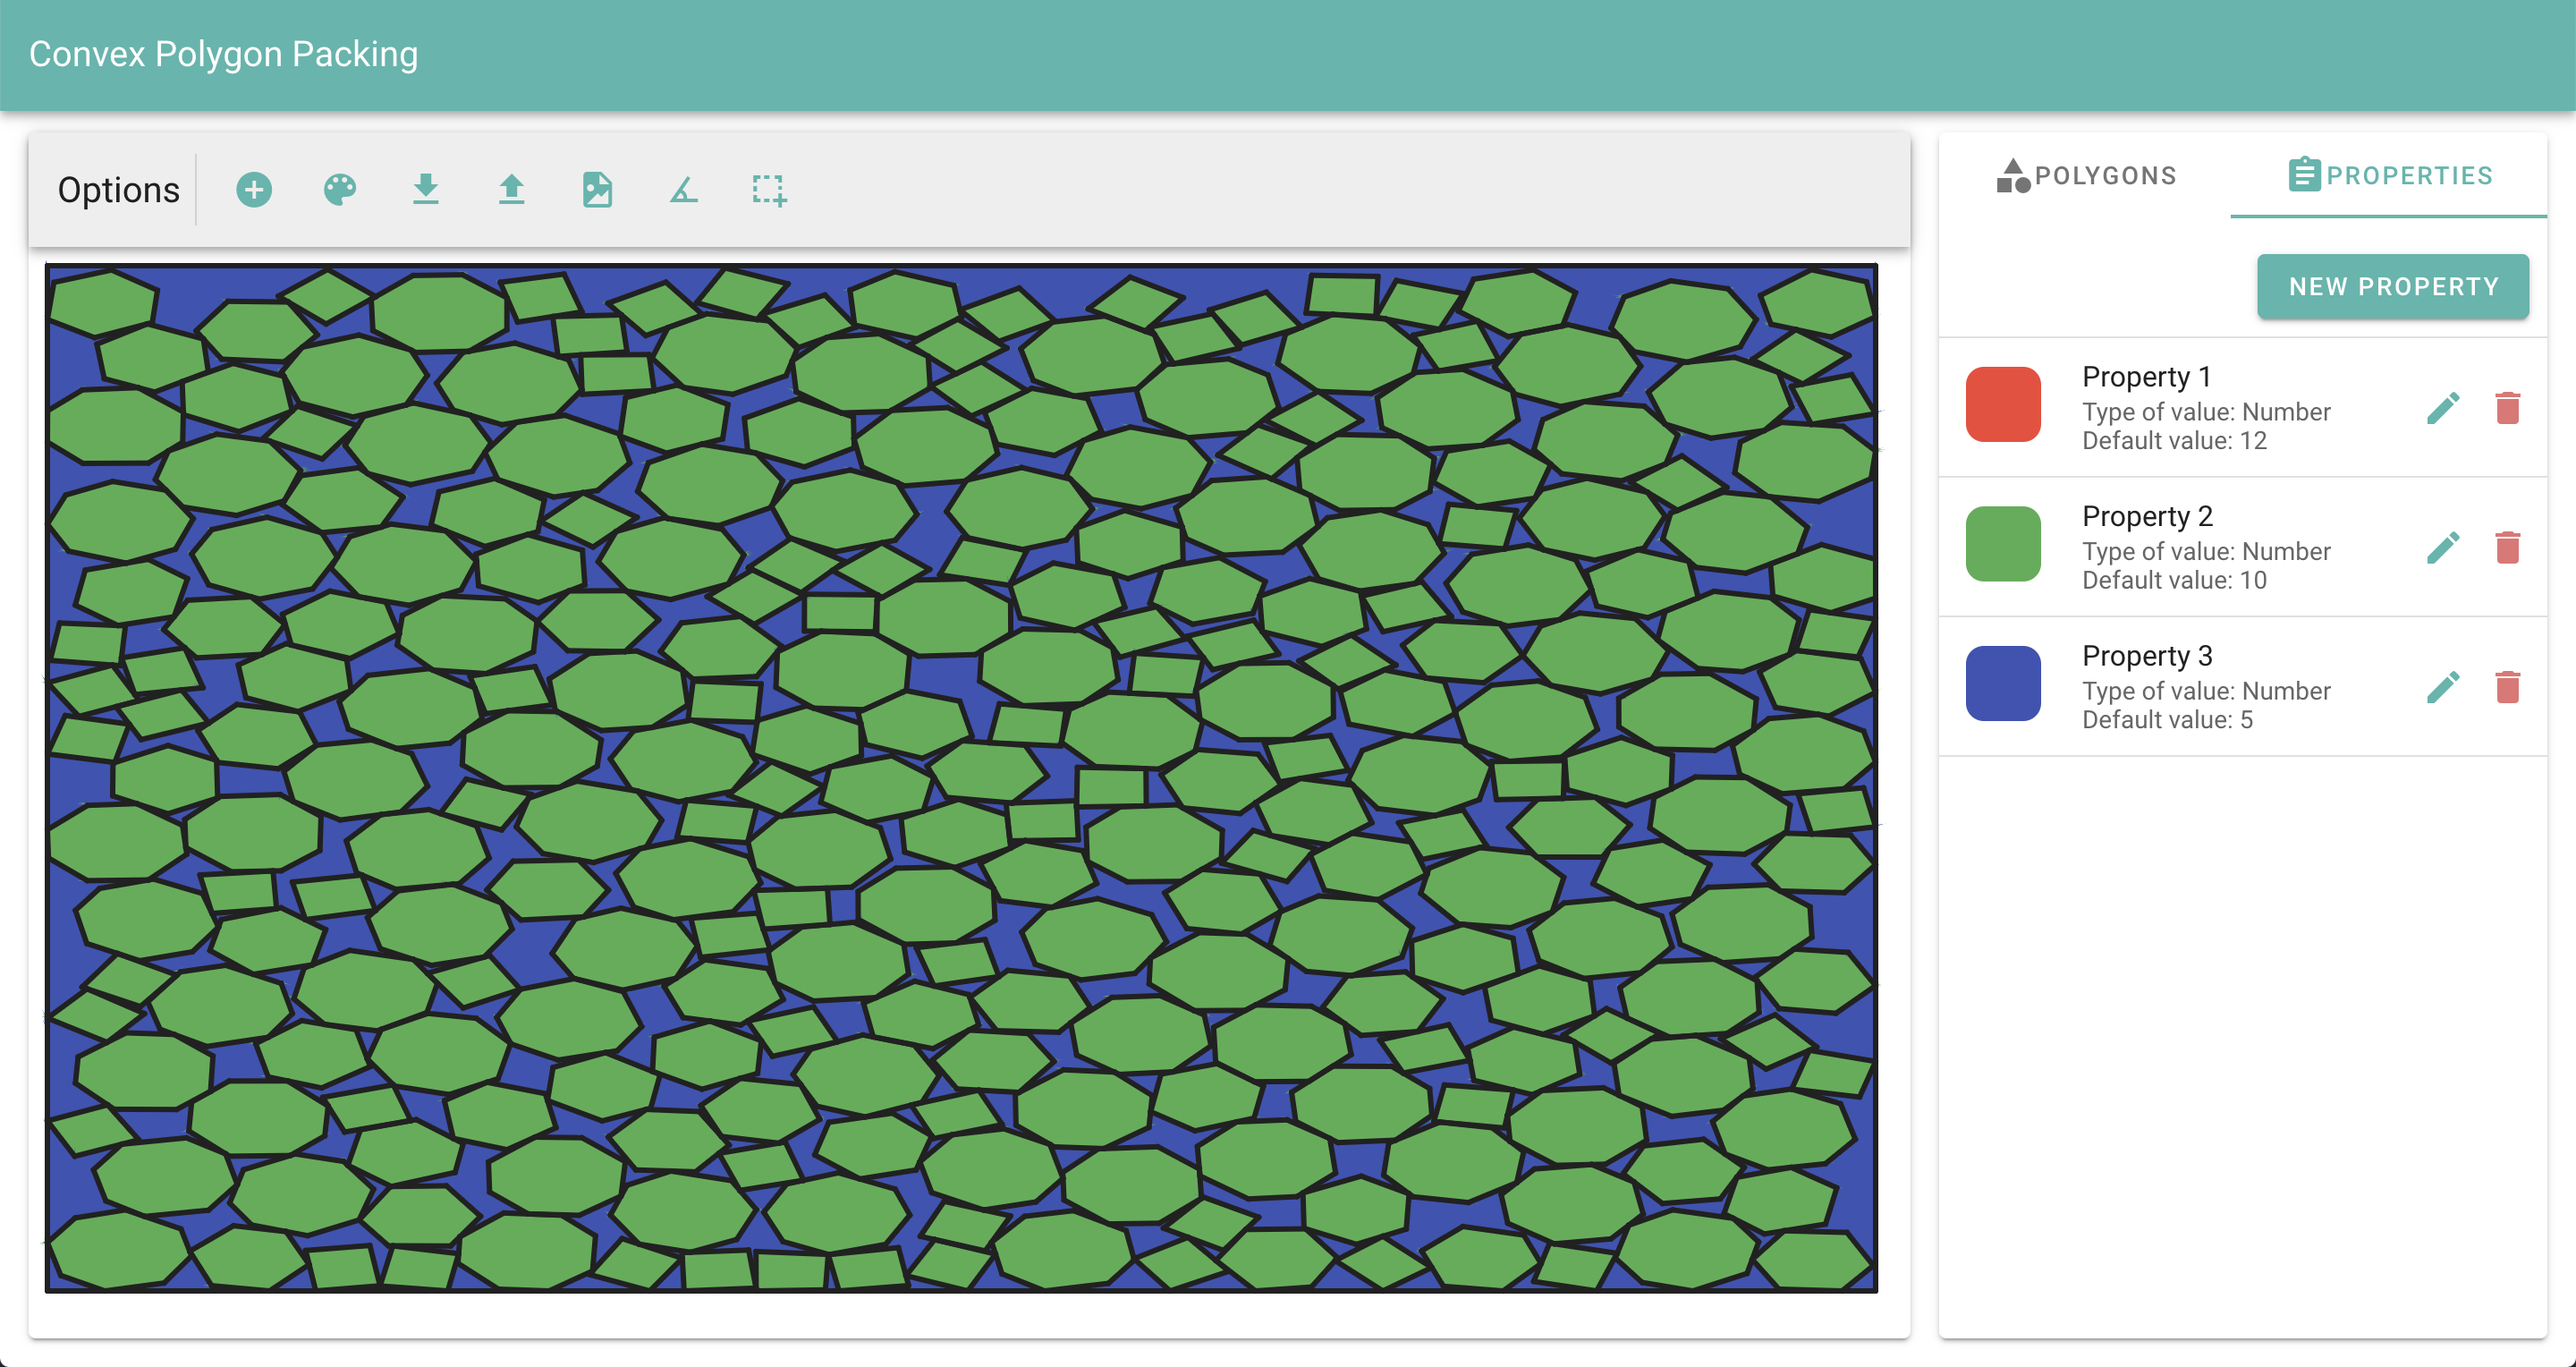 Convex Polygon Packing
Options
POLYGONS
PROPERTIES
NEW PROPERTY
Property 1
Type of value: Number
Default value: 12
Property 2
Type of value: Number
Default value: 10
Property 3
Type of value: Number
Default value: 5